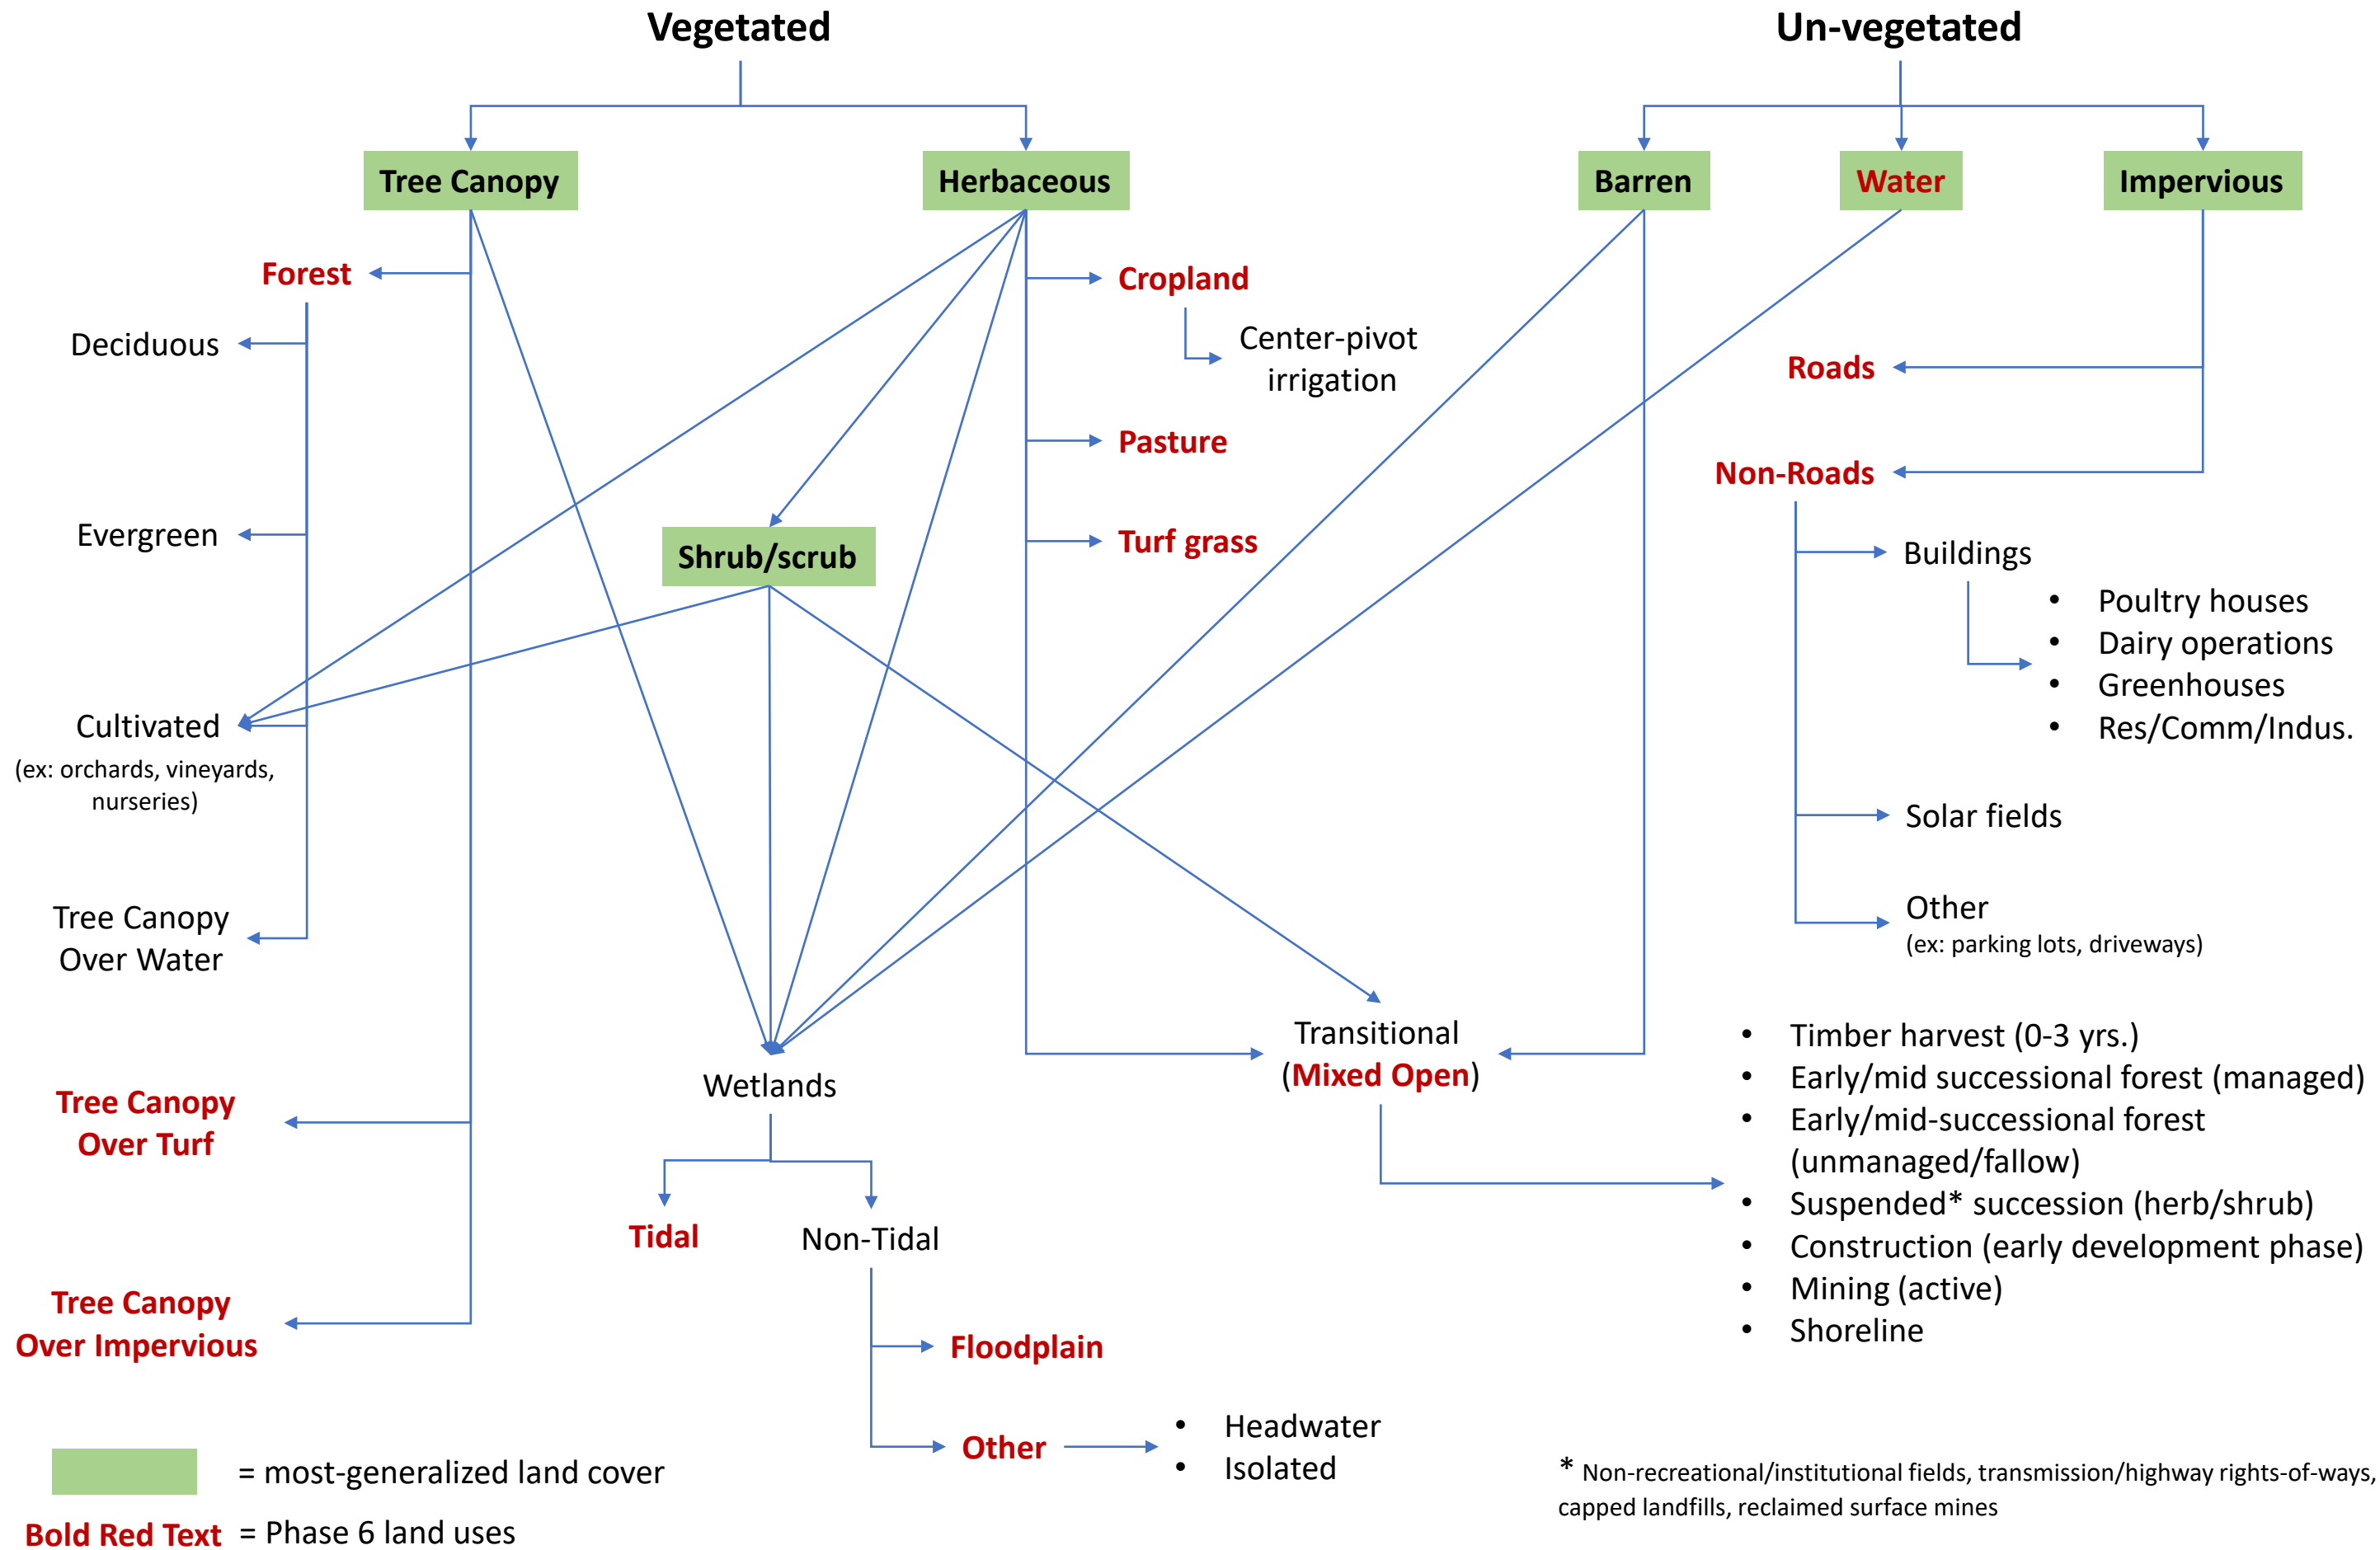 Vegetated
Un-vegetated
Tree Canopy
Herbaceous
Barren
Water
Impervious
Forest
Deciduous
Evergreen
Cultivated
(ex: orchards, vineyards,
nurseries)
Tree Canopy
Over Water
Tree Canopy
Over Turf
Tree Canopy
Over Impervious
Cropland
Center-pivot
irrigation
Pasture
Turf grass
Shrub/scrub
Wetlands
Tidal
Non-Tidal
Floodplain
Other
• Headwater
• Isolated
Transitional
(Mixed Open)
Roads
Non-Roads
Buildings
• Poultry houses
• Dairy operations
• Greenhouses
• Res/Comm/Indus.
Solar fields
Other
(ex: parking lots, driveways)
• Timber harvest (0-3 yrs.)
• Early/mid successional forest (managed)
• Early/mid-successional forest
(unmanaged/fallow)
• Suspended* succession (herb/shrub)
• Construction (early development phase)
• Mining (active)
• Shoreline
= most-generalized land cover
Bold Red Text = Phase 6 land uses
* Non-recreational/institutional fields, transmission/highway rights-of-ways,
capped landfills, reclaimed surface mines